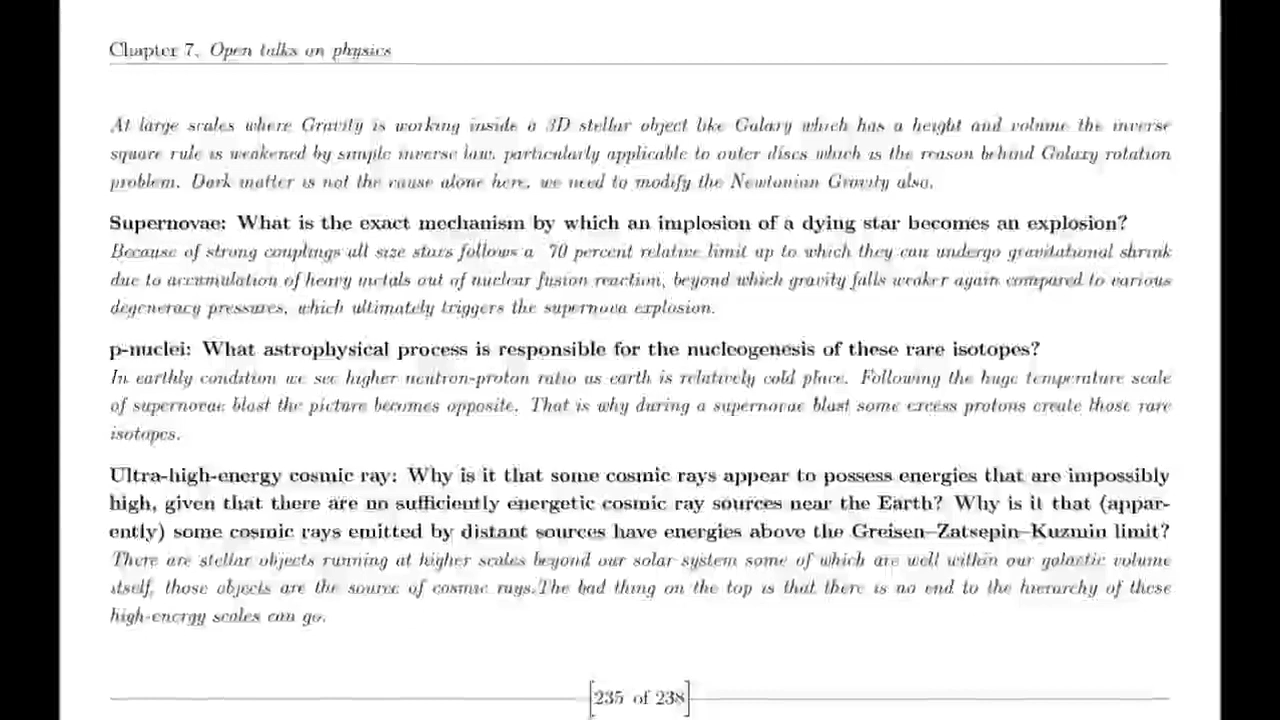 Chapter 7. Open talks on physics
At large scales where Gravity is working inside a 3D stellar object like Galaxy which has a height and volume the inverse
square rule is weakened by simple inverse law, particularly applicable to outer discs which is the reason behind Galaxy rotation
problem. Dark matter is not the cause alone here, we need to modify the Newtonian Gravity also.
Supernovae: What is the exact mechanism by which an implosion of a dying star becomes an explosion?
Because of strong couplings all size stars follows a 70 percent relative limit up to which they can undergo gravitational shrink
due to accumulation of heavy metals out of nuclear fusion reaction, beyond which gravity falls weaker again compared to various
degeneracy pressures, which ultimately triggers the supernova explosion.
p-nuclei: What astrophysical process is responsible for the nucleogenesis of these rare isotopes?
In earthly condition we see higher neutron-proton ratio as earth is relatively cold place. Following the huge temperature scale
of supernovae blast the picture becomes opposite. That is why during a supernovae blast some excess protons create those rare
isotopes.
Ultra-high-energy cosmic ray: Why is it that some cosmic rays appear to possess energies that are impossibly
high, given that there are no sufficiently energetic cosmic ray sources near the Earth? Why is it that (appar-
ently) some cosmic rays emitted by distant sources have energies above the Greisen–Zatsepin–Kuzmin limit?
There are stellar objects running at higher scales beyond our solar system some of which are well within our galactic volume
itself, those objects are the source of cosmic rays.The bad thing on the top is that there is no end to the hierarchy of these
high-energy scales can go.
[235 of 238]